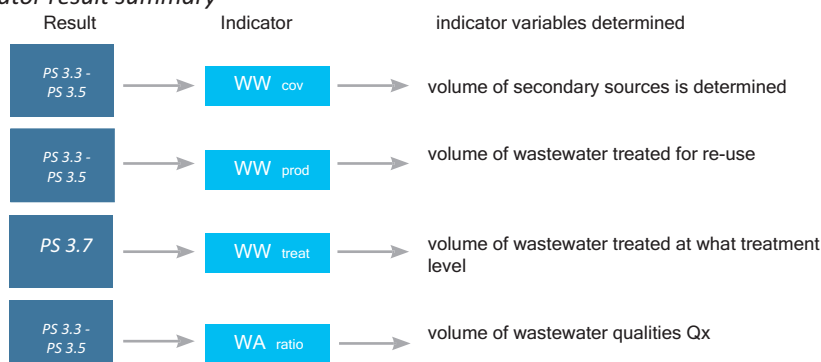 ator result summary
Result Indicator indicator variables determined
PS 3.3 -
PS 3.5
WW cov
volume of secondary sources is determined
PS 3.3 -
PS 3.5
WW prod
volume of wastewater treated for re-use
PS 3.7
WW treat
volume of wastewater treated at what treatment
level
PS 3.3 -
PS 3.5
WA ratio
volume of wastewater qualities Qx